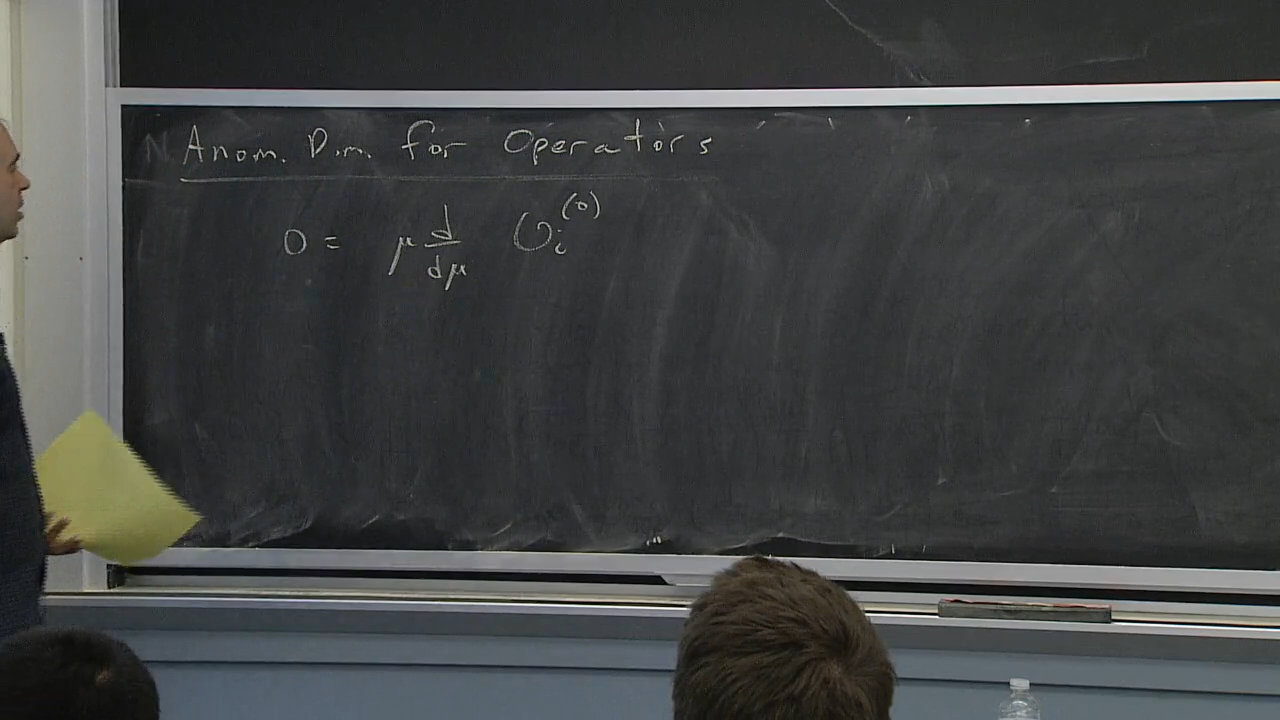 Anom. Dim. for Operators
0 = μ d/dμ O_i^(0)